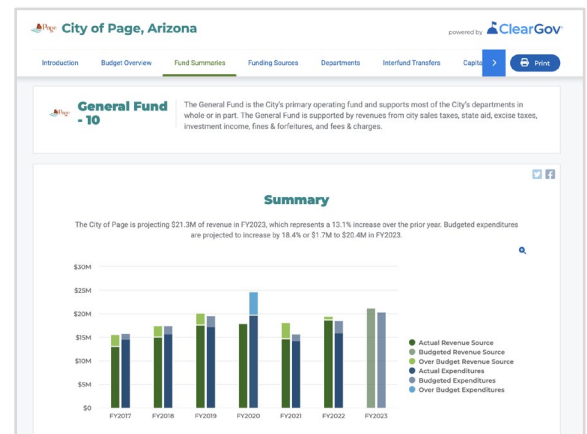 Page City of Page, Arizona
powered by ClearGov
Introduction Budget Overview Fund Summaries Funding Sources Departments Interfund Transfers Capita > Print
Page
General Fund
- 10
The General Fund is the City's primary operating fund and supports most of the City's departments in
whole or in part. The General Fund is supported by revenues from city sales taxes, state aid, excise taxes,
investment income, fines & forfeitures, and fees & charges.
Summary
The City of Page is projecting $21.3M of revenue in FY2023, which represents a 13.1% increase over the prior year. Budgeted expenditures
are projected to increase by 18.4% or $1.7M to $20.4M in FY2023.
$30M
$25M
$20M
$15M
$10M
$5M
$0
FY2017 FY2018 FY2019 FY2020 FY2021 FY2022 FY2023
Actual Revenue Source
Budgeted Revenue Source
Over Budget Revenue Source
Actual Expenditures
Budgeted Expenditures
Over Budget Expenditures